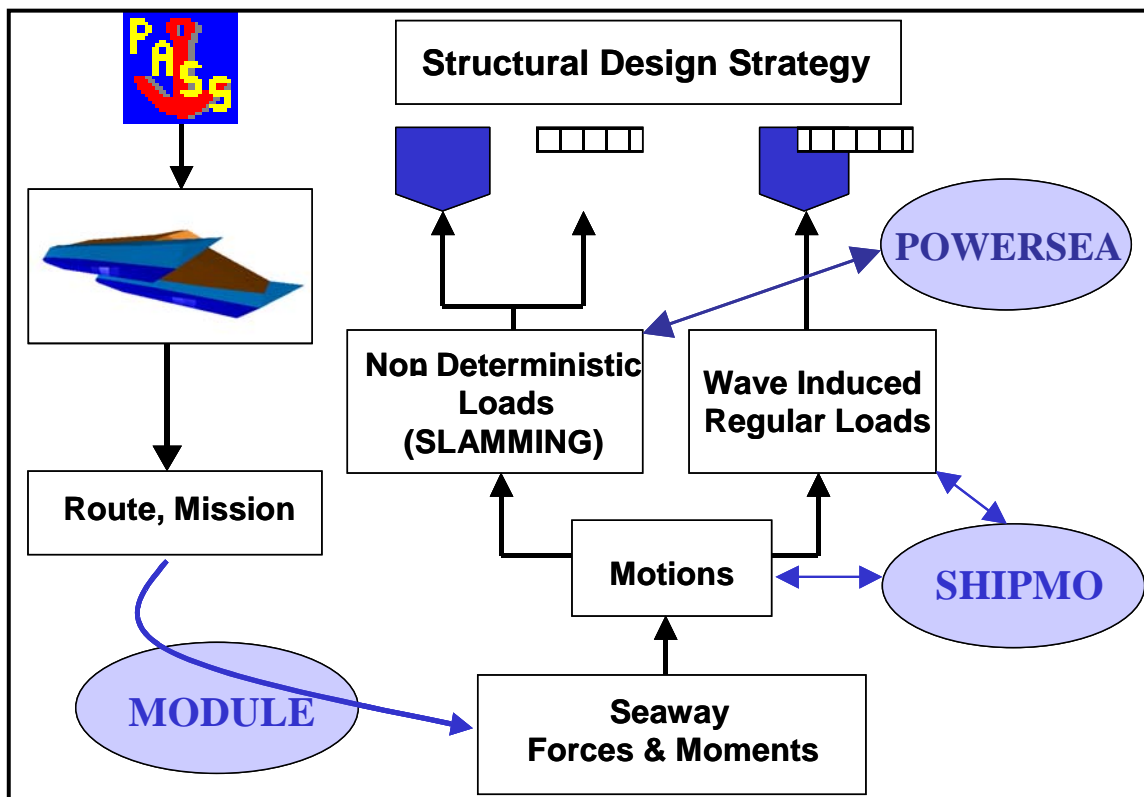 PASS
Structural Design Strategy
POWERSEA
Non Deterministic
Loads
(SLAMMING)
Wave Induced
Regular Loads
Route, Mission
Motions
SHIPMO
MODULE
Seaway
Forces & Moments